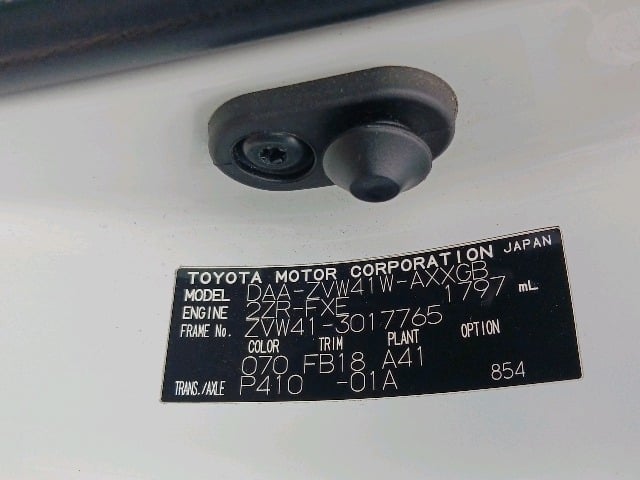 TOYOTA MOTOR CORPORATION JAPAN
MODEL DAA-ZVW41W-AXXGB
ENGINE 2ZR-FXE 1797 mL
FRAME No. ZVW41-3017765
COLOR TRIM PLANT OPTION
070 FB18 A41
TRANS./AXLE P410 -01A 854